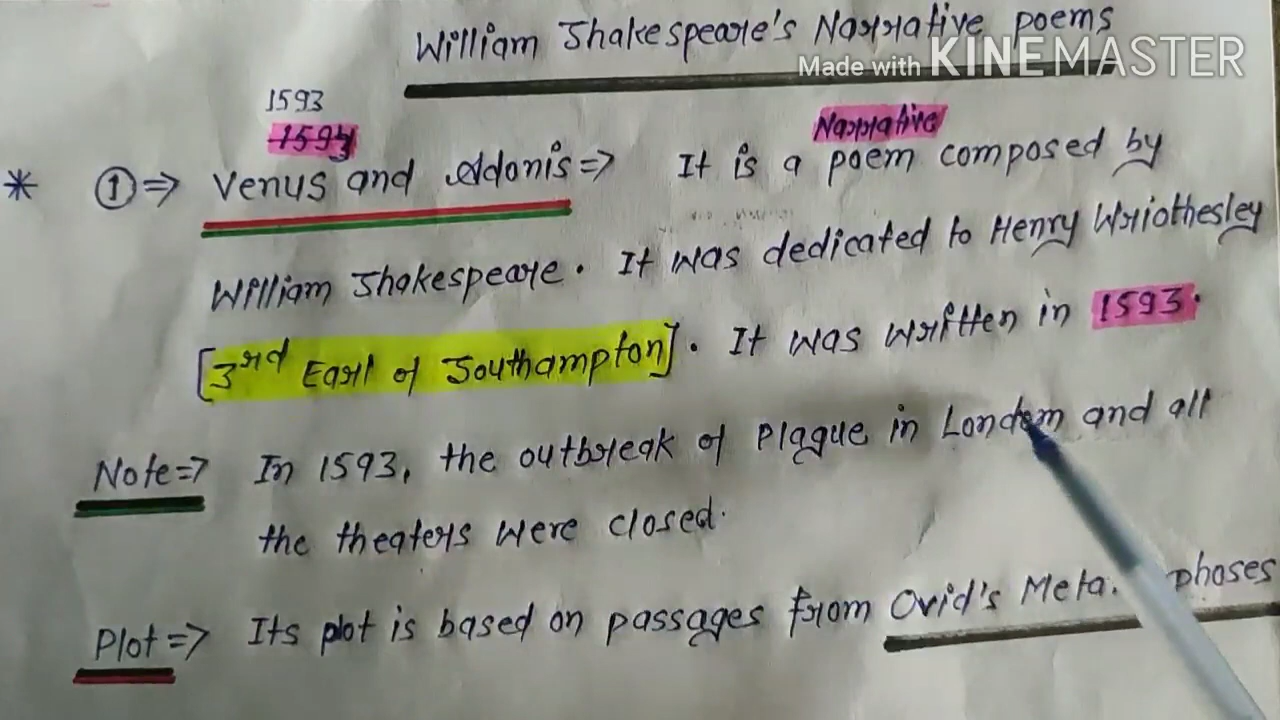 William Shakespeare's Narrative poems
Made with KINEMASTER
1593
Narrative
* ① => Venus and Adonis => It is a poem composed by
William Shakespeare. It was dedicated to Henry Wriothesley
[3rd Earl of Southampton]. It was written in 1593.
Note => In 1593, the outbreak of Plague in London and all
the theaters were closed.
Plot => Its plot is based on passages from Ovid's Meta phoses